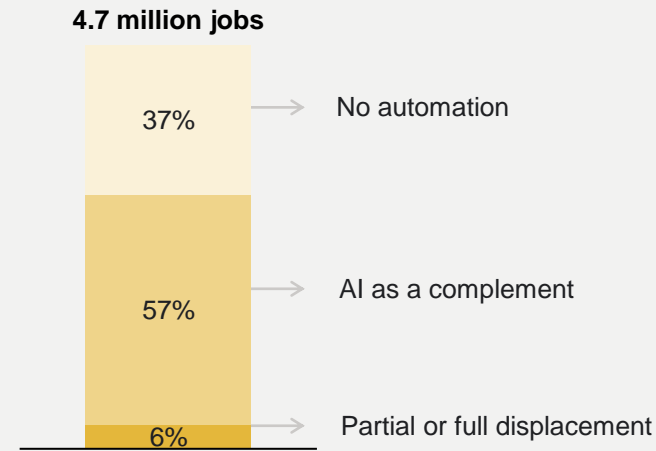 4.7 million jobs
37%
No automation
57%
AI as a complement
6%
Partial or full displacement